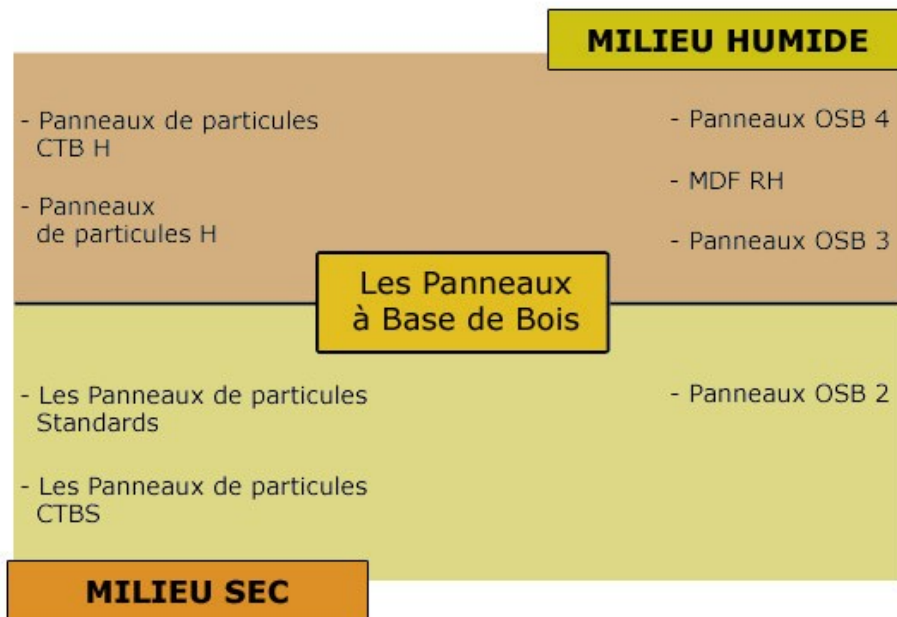 MILIEU HUMIDE
- Panneaux de particules
CTB H
- Panneaux
de particules H
- Panneaux OSB 4
- MDF RH
- Panneaux OSB 3
Les Panneaux
à Base de Bois
- Les Panneaux de particules
Standards
- Les Panneaux de particules
CTBS
- Panneaux OSB 2
MILIEU SEC